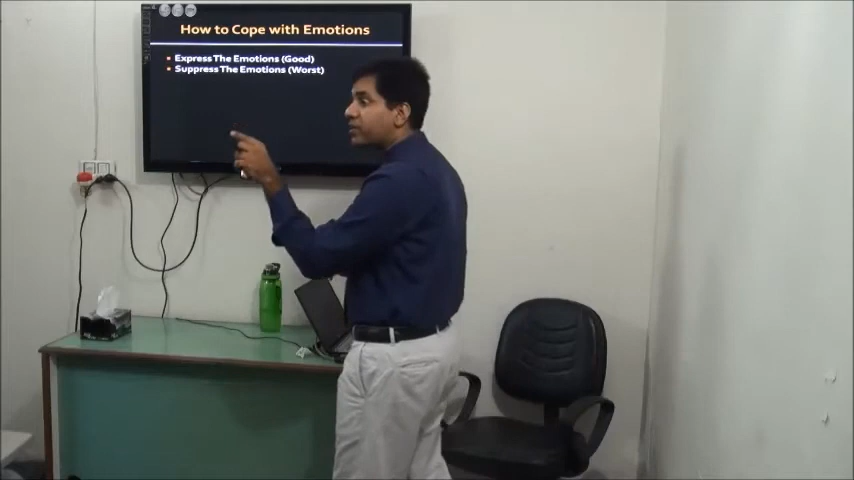 How to Cope with Emotions
Express The Emotions (Good)
Suppress The Emotions (Worst)